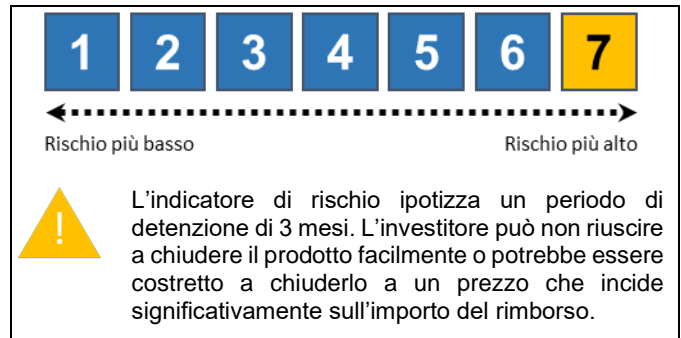 1 2 3 4 5 6 7
Rischio più basso Rischio più alto
!
L’indicatore di rischio ipotizza un periodo di
detenzione di 3 mesi. L’investitore può non riuscire
a chiudere il prodotto facilmente o potrebbe essere
costretto a chiuderlo a un prezzo che incide
significativamente sull’importo del rimborso.